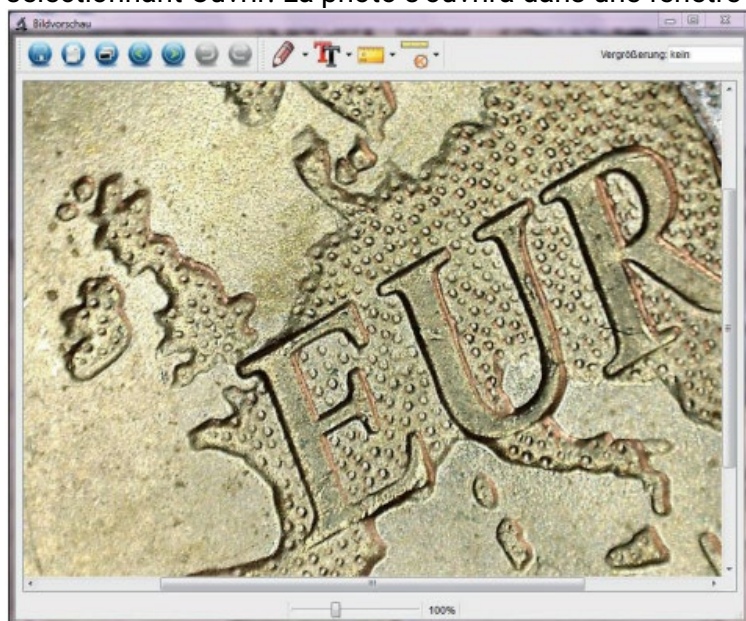 sélectionnant Ouvrir. La photo s'ouvrira dans une fenêtre
Bildvorschau
Vergrößerung: kein
EUR
100%